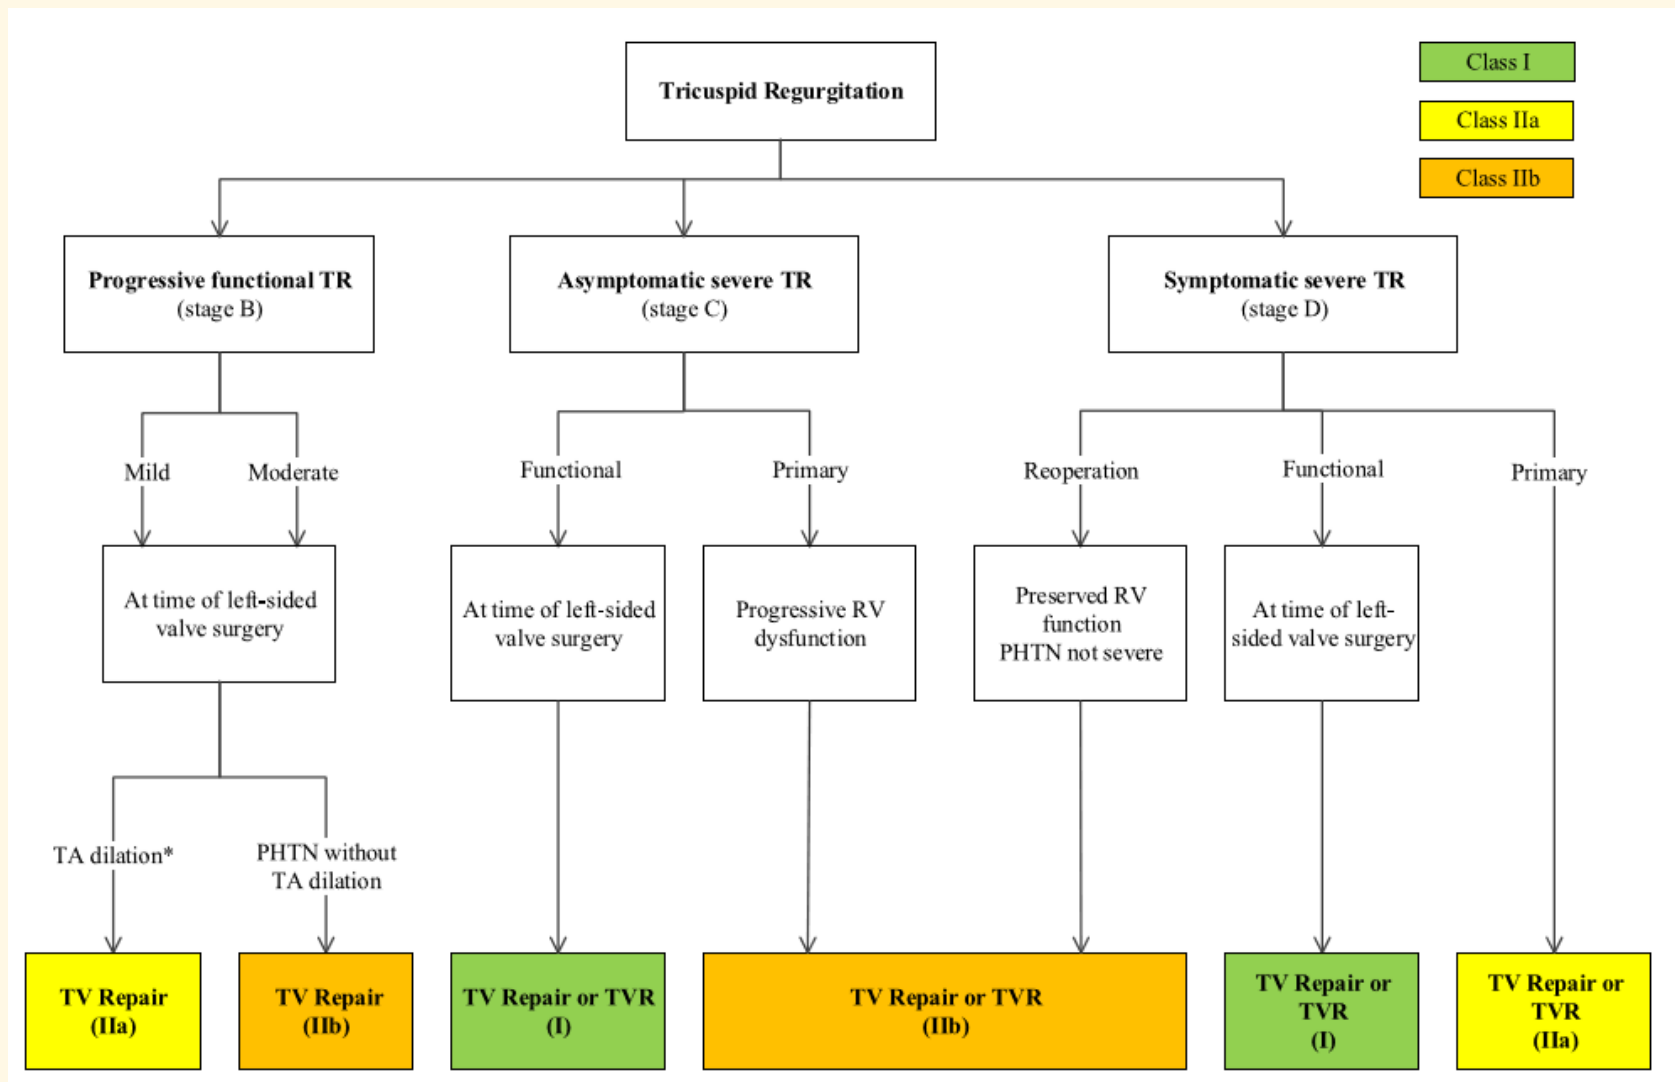 Tricuspid Regurgitation
Class I
Class IIa
Class IIb
Progressive functional TR
(stage B)
Asymptomatic severe TR
(stage C)
Symptomatic severe TR
(stage D)
Mild
Moderate
Functional
Primary
Reoperation
Functional
Primary
At time of left-sided
valve surgery
At time of left-sided
valve surgery
Progressive RV
dysfunction
Preserved RV
function
PHTN not severe
At time of left-
sided valve surgery
TA dilation*
PHTN without
TA dilation
TV Repair
(IIa)
TV Repair
(IIb)
TV Repair or TVR
(I)
TV Repair or TVR
(IIb)
TV Repair or
TVR
(I)
TV Repair or
TVR
(IIa)